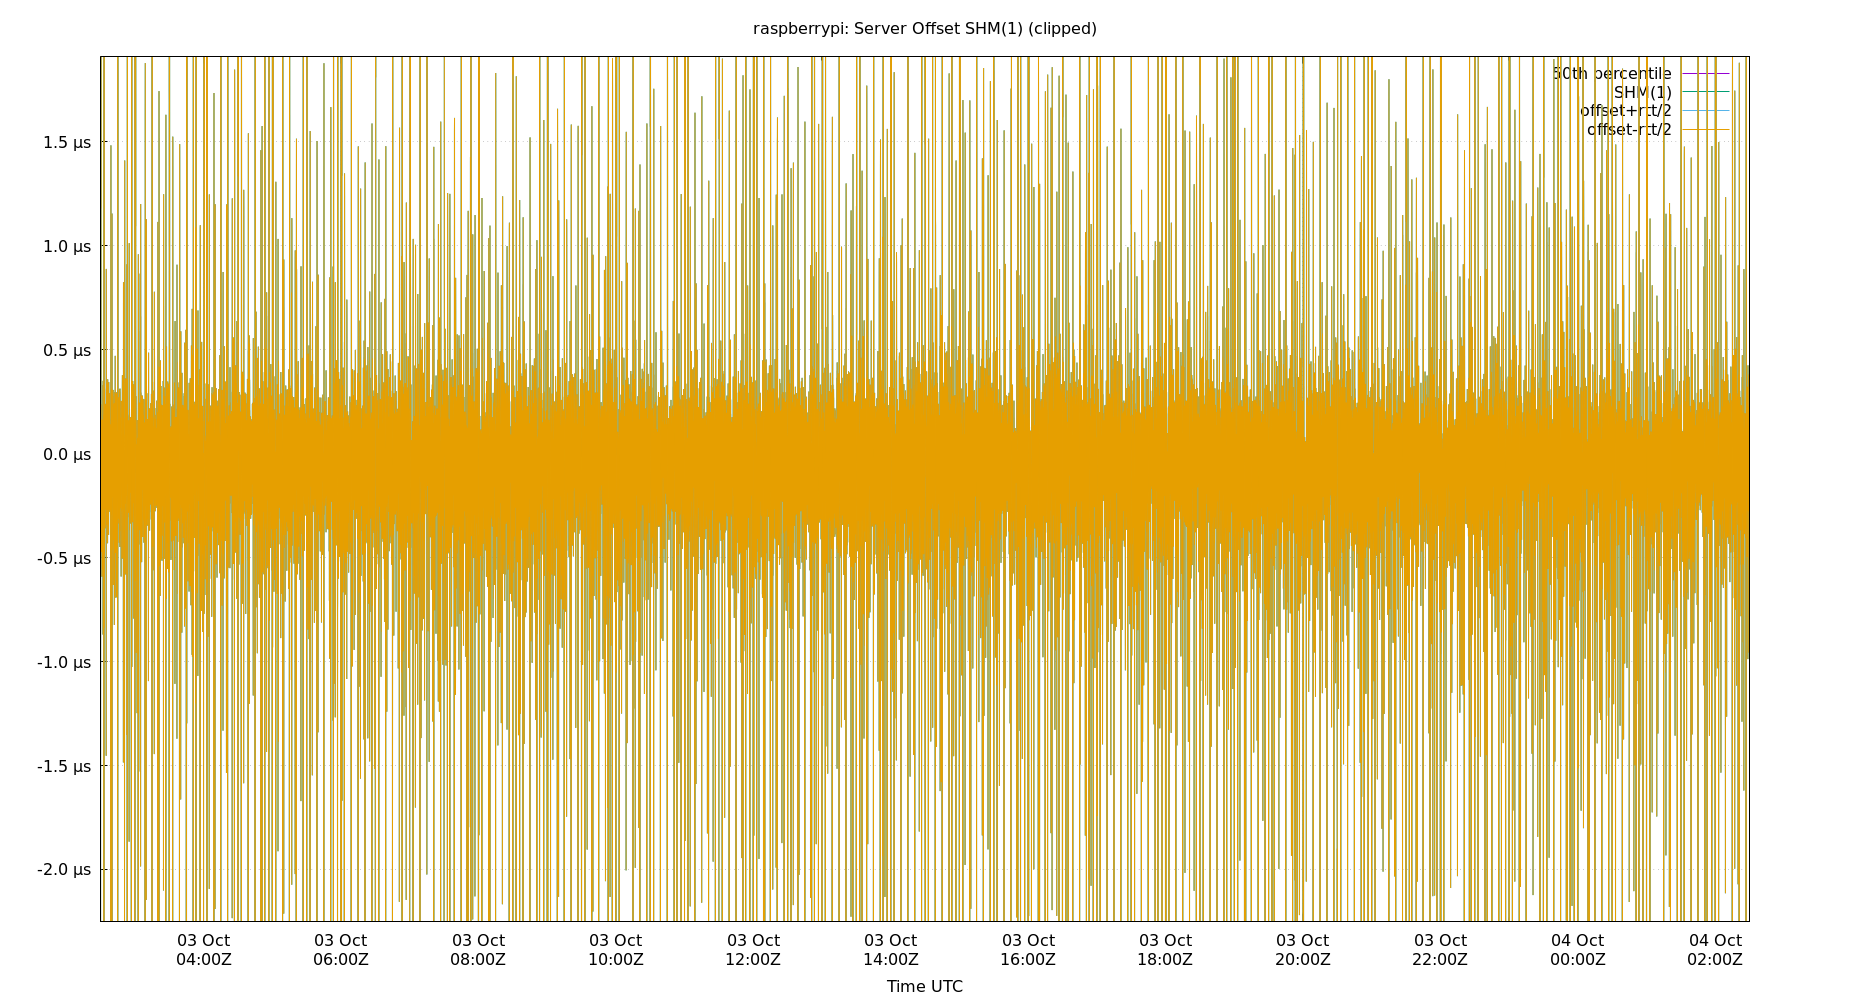 raspberrypi: Server Offset SHM(1) (clipped)
50th percentile
SHM(1)
offset+rtt/2
offset-rtt/2
1.5 µs
1.0 µs
0.5 µs
0.0 µs
-0.5 µs
-1.0 µs
-1.5 µs
-2.0 µs
03 Oct 03 Oct 03 Oct 03 Oct 03 Oct 03 Oct 03 Oct 03 Oct 03 Oct 03 Oct 04 Oct 04 Oct
04:00Z 06:00Z 08:00Z 10:00Z 12:00Z 14:00Z 16:00Z 18:00Z 20:00Z 22:00Z 00:00Z 02:00Z
Time UTC